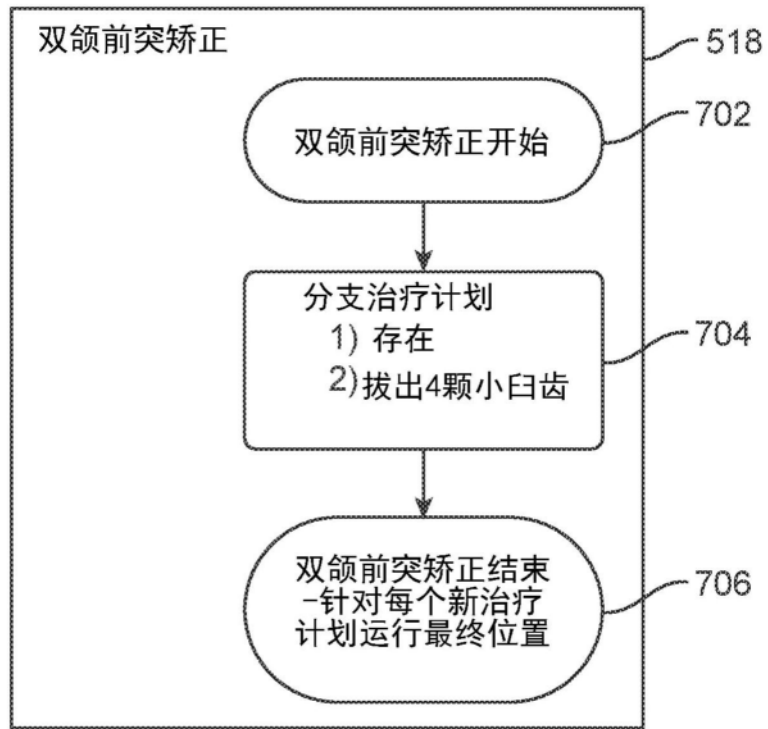 双颌前突矫正
518
双颌前突矫正开始
702
分支治疗计划
1) 存在
2)拔出4颗小臼齿
704
双颌前突矫正结束
-针对每个新治疗
计划运行最终位置
706